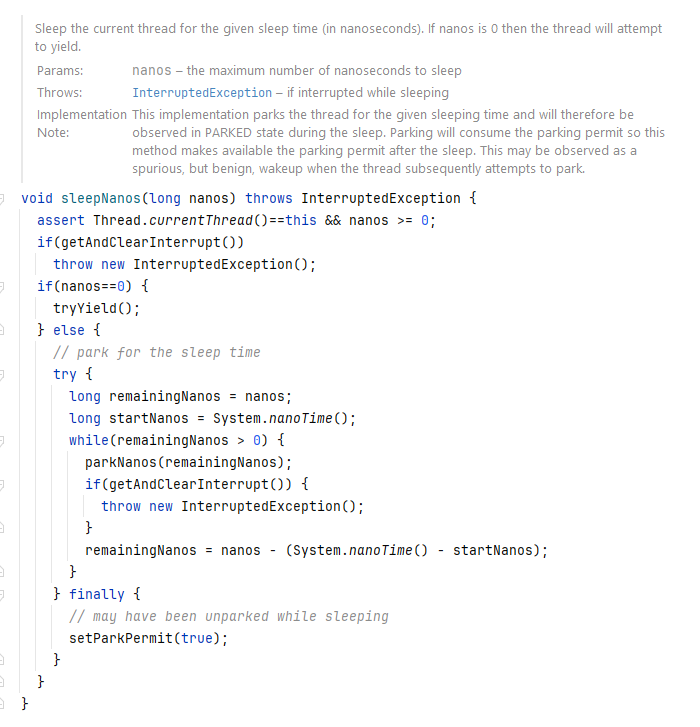 Sleep the current thread for the given sleep time (in nanoseconds). If nanos is 0 then the thread will attempt
to yield.
Params: nanos – the maximum number of nanoseconds to sleep
Throws: InterruptedException – if interrupted while sleeping
Implementation This implementation parks the thread for the given sleeping time and will therefore be
Note: observed in PARKED state during the sleep. Parking will consume the parking permit so this
method makes available the parking permit after the sleep. This may be observed as a
spurious, but benign, wakeup when the thread subsequently attempts to park.
void sleepNanos(long nanos) throws InterruptedException {
  assert Thread.currentThread()==this && nanos >= 0;
  if(getAndClearInterrupt())
    throw new InterruptedException();
  if(nanos==0) {
    tryYield();
  } else {
    // park for the sleep time
    try {
      long remainingNanos = nanos;
      long startNanos = System.nanoTime();
      while(remainingNanos > 0) {
        parkNanos(remainingNanos);
        if(getAndClearInterrupt()) {
          throw new InterruptedException();
        }
        remainingNanos = nanos - (System.nanoTime() - startNanos);
      }
    } finally {
      // may have been unparked while sleeping
      setParkPermit(true);
    }
  }
}